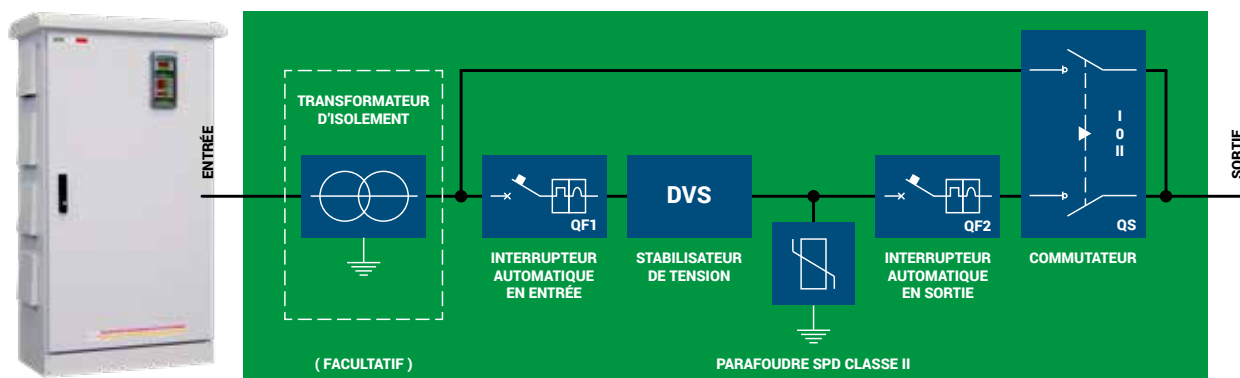 ENTRÉE
TRANSFORMATEUR
D'ISOLEMENT
( FACULTATIF )
QF1
INTERRUPTEUR
AUTOMATIQUE
EN ENTRÉE
DVS
STABILISATEUR
DE TENSION
PARAFOUDRE SPD CLASSE II
QF2
INTERRUPTEUR
AUTOMATIQUE
EN SORTIE
I
0
II
QS
COMMUTATEUR
SORTIE